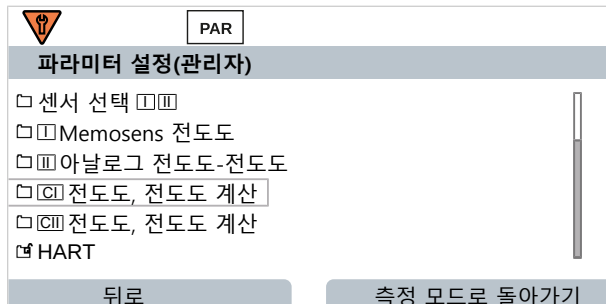 PAR
파라미터 설정(관리자)
센서 선택 I II
I Memosens 전도도
II 아날로그 전도도-전도도
CI 전도도, 전도도 계산
CII 전도도, 전도도 계산
HART
뒤로 측정 모드로 돌아가기